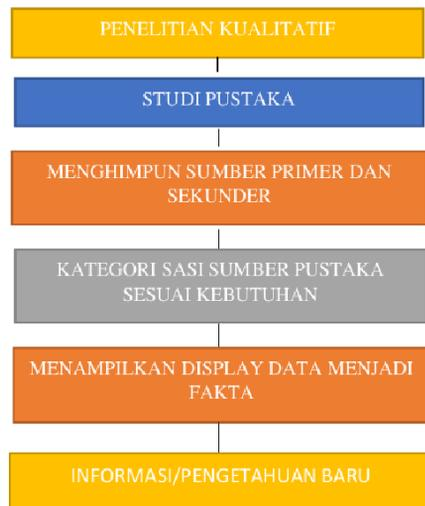 PENELITIAN KUALITATIF
STUDI PUSTAKA
MENGHIMPUN SUMBER PRIMER DAN
SEKUNDER
KATEGORI SASI SUMBER PUSTAKA
SESUAI KEBUTUHAN
MENAMPILKAN DISPLAY DATA MENJADI
FAKTA
INFORMASI/PENGETAHUAN BARU